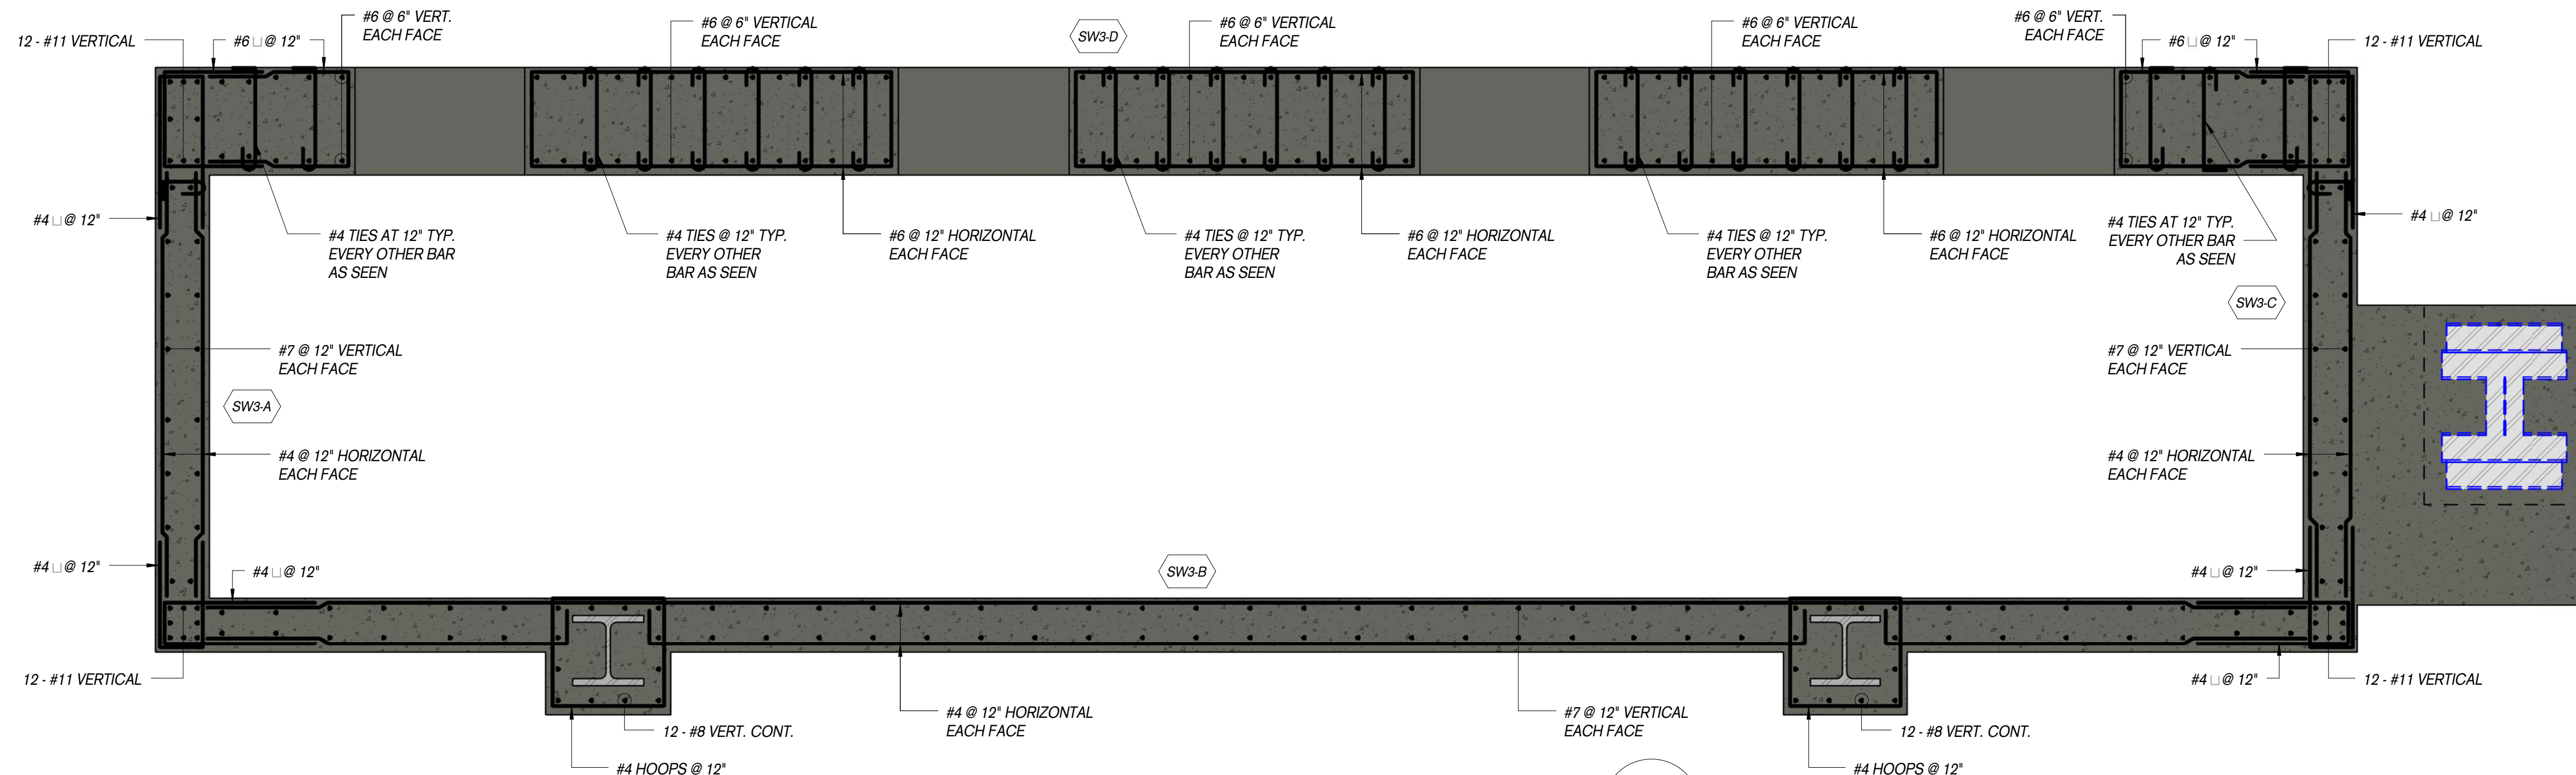 #6 @ 6" VERT.
EACH FACE
#6 @ 6" VERTICAL
EACH FACE
SW3-D
#6 @ 6" VERTICAL
EACH FACE
#6 @ 6" VERTICAL
EACH FACE
#6 @ 6" VERT.
EACH FACE
12 - #11 VERTICAL
#6 ⊔ @ 12"
#6 ⊔ @ 12"
12 - #11 VERTICAL
#4 ⊔ @ 12"
#4 TIES AT 12" TYP.
EVERY OTHER BAR
AS SEEN
#4 TIES @ 12" TYP.
EVERY OTHER
BAR AS SEEN
#6 @ 12" HORIZONTAL
EACH FACE
#4 TIES @ 12" TYP.
EVERY OTHER
BAR AS SEEN
#6 @ 12" HORIZONTAL
EACH FACE
#4 TIES @ 12" TYP.
EVERY OTHER
BAR AS SEEN
#6 @ 12" HORIZONTAL
EACH FACE
#4 TIES AT 12" TYP.
EVERY OTHER BAR
AS SEEN
#4 ⊔ @ 12"
SW3-C
#7 @ 12" VERTICAL
EACH FACE
#7 @ 12" VERTICAL
EACH FACE
SW3-A
#4 @ 12" HORIZONTAL
EACH FACE
#4 @ 12" HORIZONTAL
EACH FACE
#4 ⊔ @ 12"
#4 ⊔ @ 12"
SW3-B
#4 ⊔ @ 12"
12 - #11 VERTICAL
#4 ⊔ @ 12"
12 - #11 VERTICAL
#4 @ 12" HORIZONTAL
EACH FACE
#7 @ 12" VERTICAL
EACH FACE
12 - #8 VERT. CONT.
12 - #8 VERT. CONT.
#4 HOOPS @ 12"
#4 HOOPS @ 12"